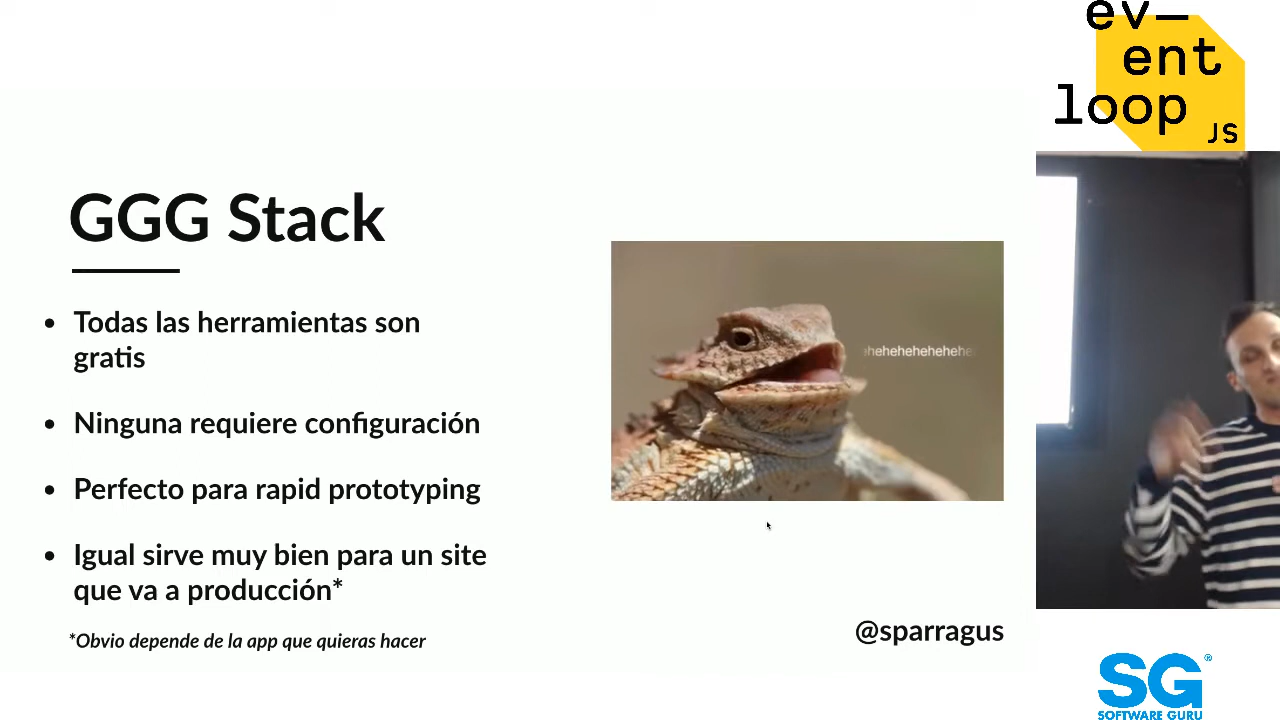 ev—
ent
loop
JS
GGG Stack
Todas las herramientas son
gratis
Ninguna requiere configuración
Perfecto para rapid prototyping
Igual sirve muy bien para un site
que va a producción*
*Obvio depende de la app que quieras hacer
ehehehehehehehe
@sparragus
SG®
SOFTWARE GURU